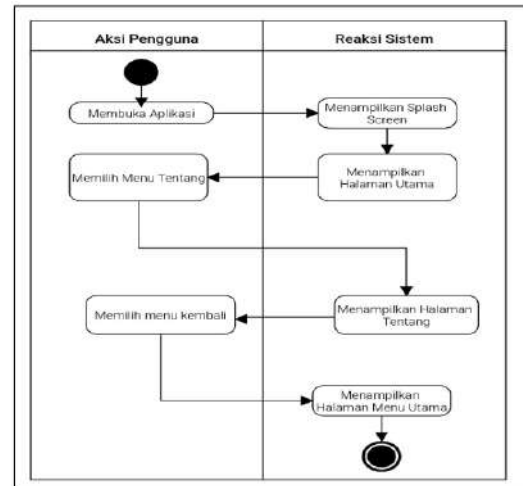 Aksi Pengguna
Reaksi Sistem
Membuka Aplikasi
Menampilkan Splash
Screen
Menampilkan
Halaman Utama
Memilih Menu Tentang
Menampilkan Halaman
Tentang
Memilih menu kembali
Menampilkan
Halaman Menu Utama